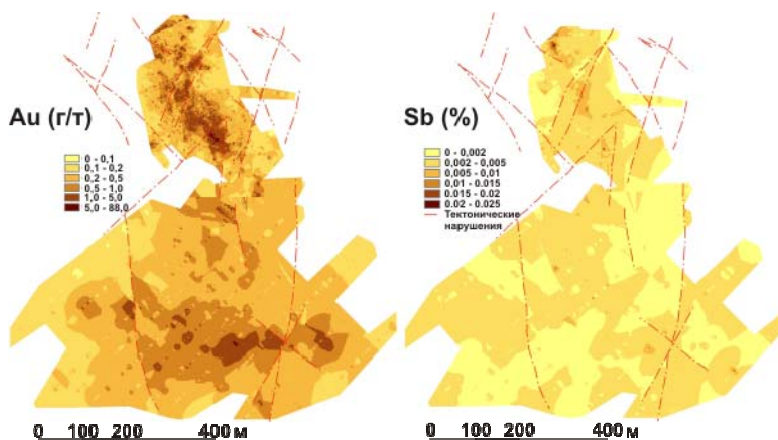 Au (г/т)
0 - 0,1
0,1 - 0,2
0,2 - 0,5
0,5 - 1,0
1,0 - 5,0
5,0 - 88,0
0 100 200 400 м
Sb (%)
0 - 0,002
0,002 - 0,005
0,005 - 0,01
0,01 - 0,015
0,015 - 0,02
0,02 - 0,025
Тектонические
нарушения
0 100 200 400 м